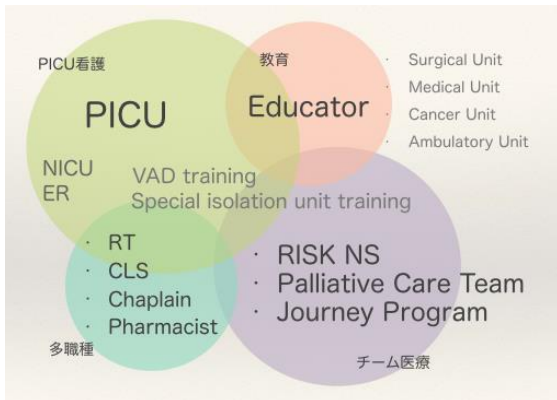 PICU看護
PICU
NICU
ER
教育
Educator
· Surgical Unit
· Medical Unit
· Cancer Unit
· Ambulatory Unit
VAD training
Special isolation unit training
· RT
· CLS
· Chaplain
· Pharmacist
多職種
· RISK NS
· Palliative Care Team
· Journey Program
チーム医療